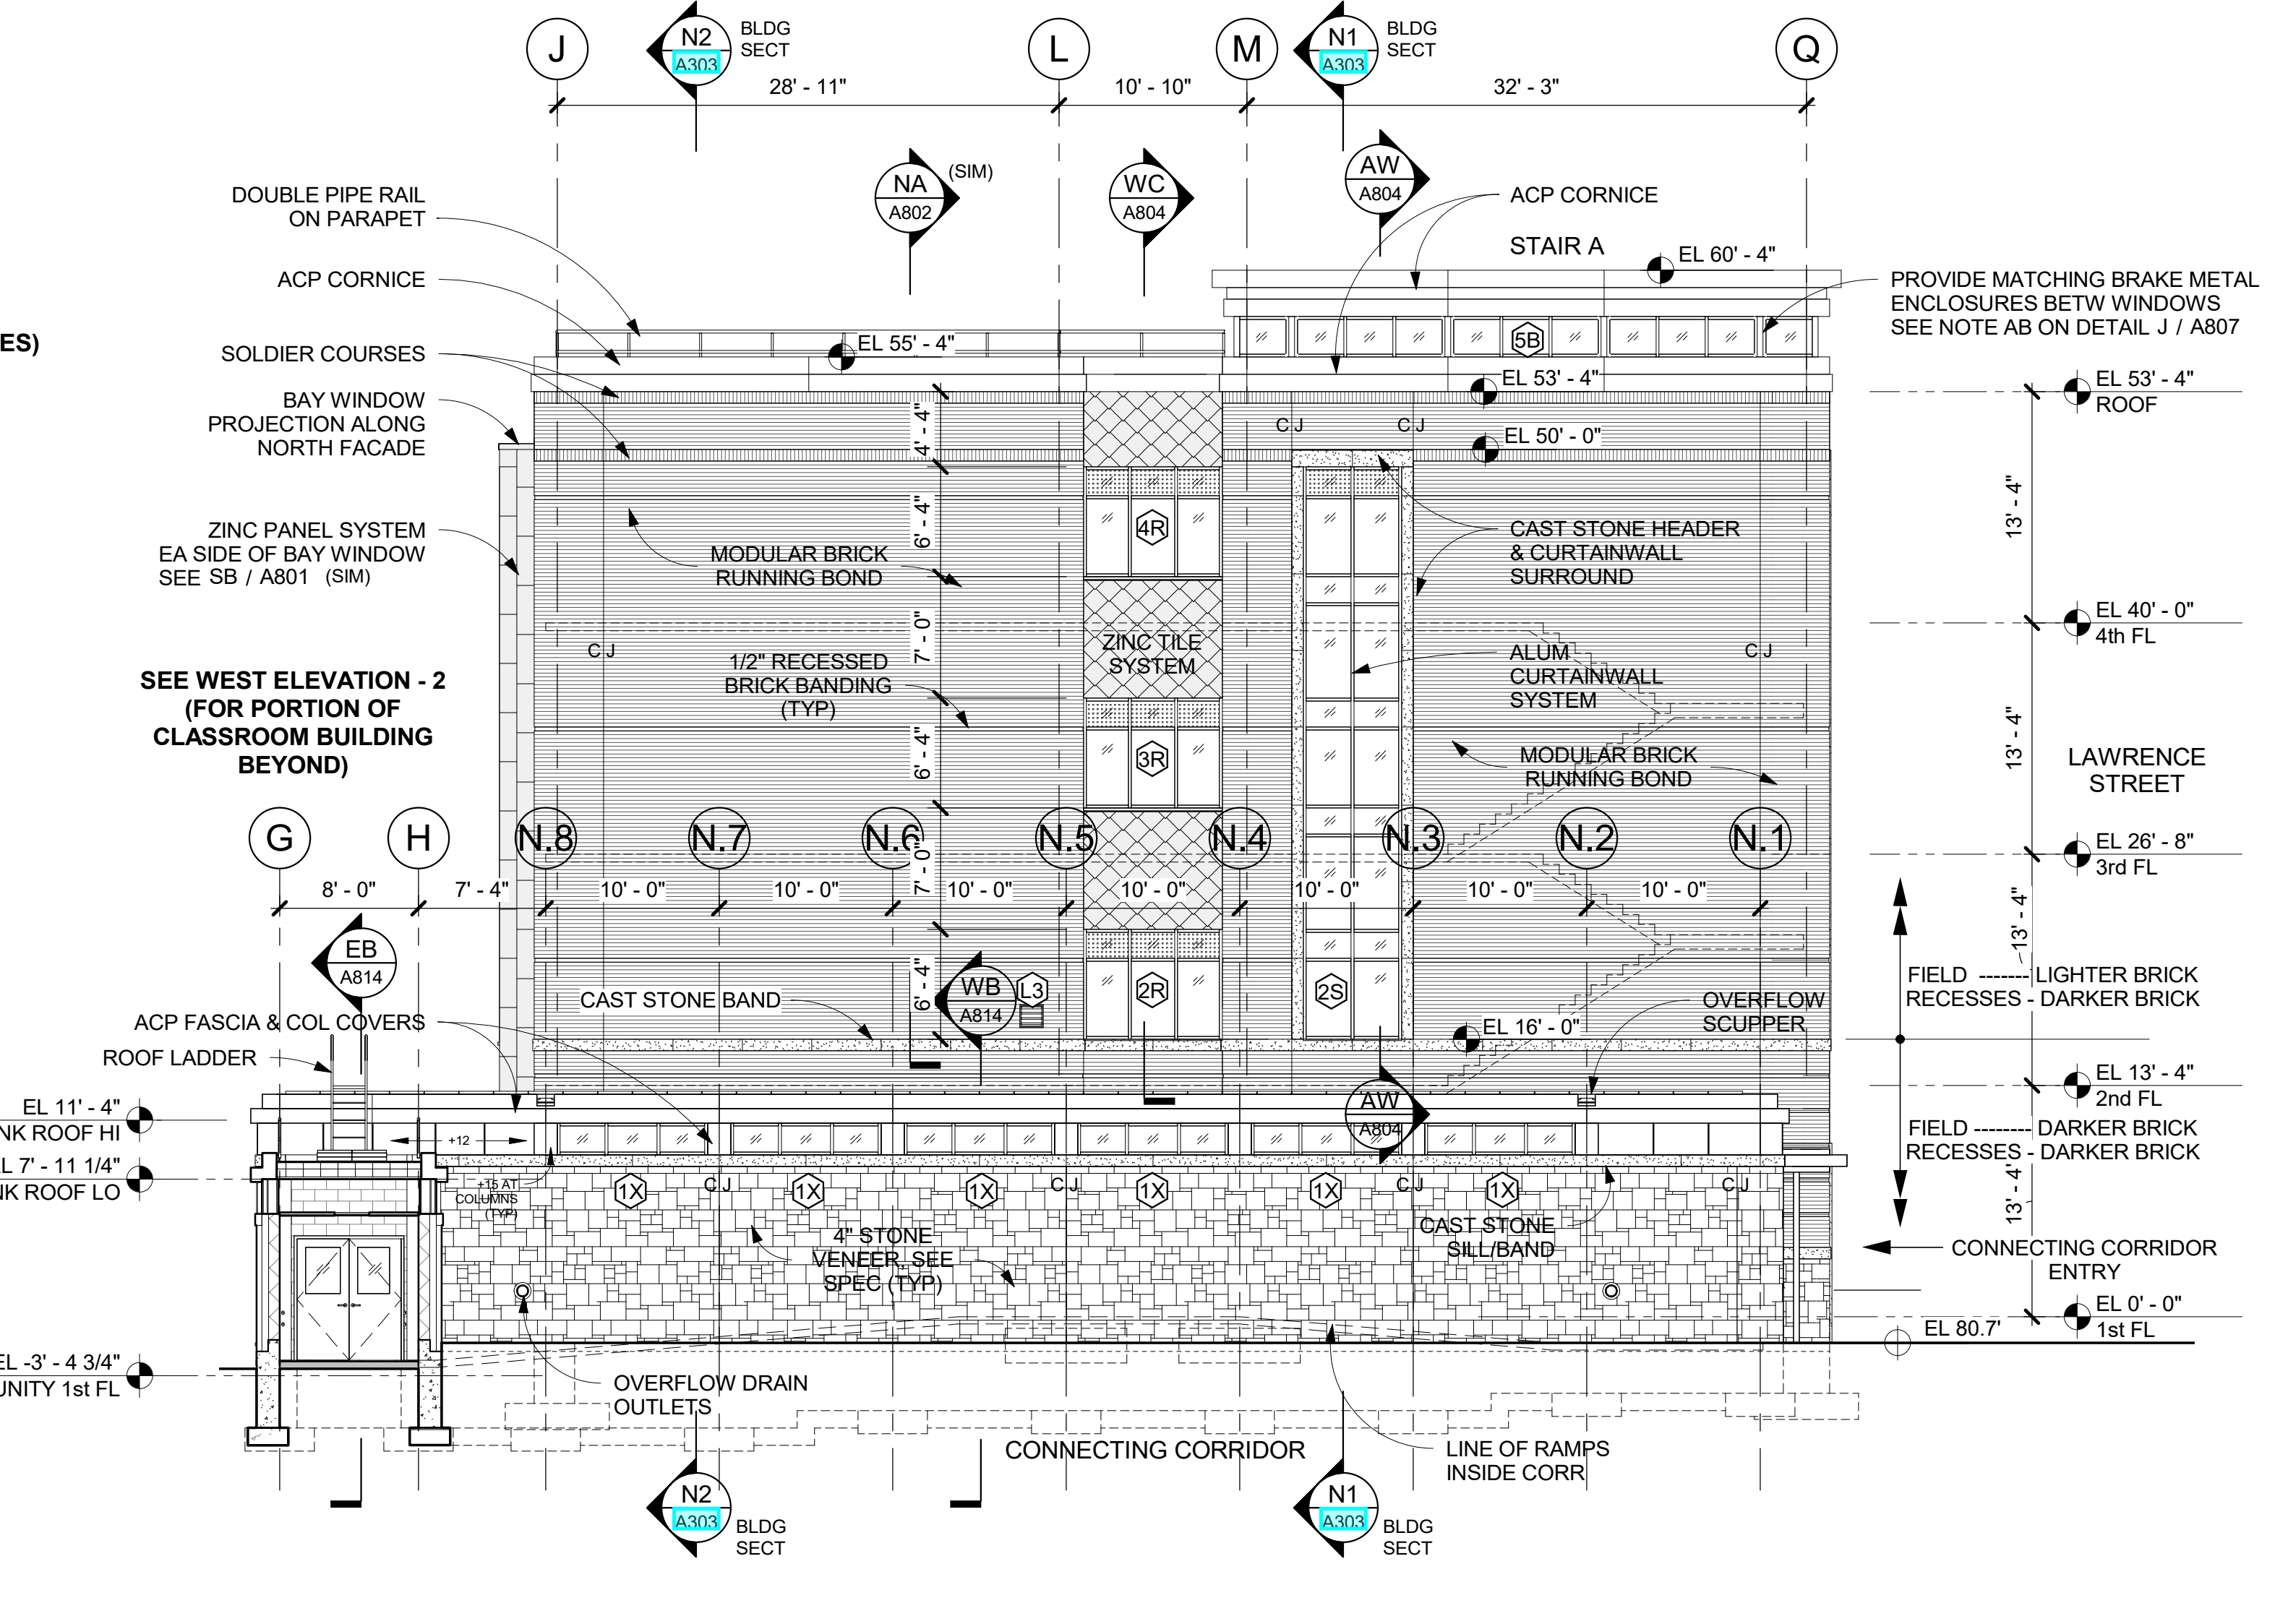 J
N2
A303
BLDG
SECT
L
M
N1
A303
BLDG
SECT
Q
28' - 11"
10' - 10"
32' - 3"
NA
A802
(SIM)
WC
A804
AW
A804
DOUBLE PIPE RAIL
ON PARAPET
ACP CORNICE
STAIR A
EL 60' - 4"
ACP CORNICE
PROVIDE MATCHING BRAKE METAL
ENCLOSURES BETW WINDOWS
SEE NOTE AB ON DETAIL J / A807
ES)
SOLDIER COURSES
EL 55' - 4"
5B
BAY WINDOW
PROJECTION ALONG
NORTH FACADE
EL 53' - 4"
EL 53' - 4"
ROOF
4' - 4"
C J
C J
EL 50' - 0"
ZINC PANEL SYSTEM
EA SIDE OF BAY WINDOW
SEE SB / A801 (SIM)
MODULAR BRICK
RUNNING BOND
6' - 4"
4R
CAST STONE HEADER
& CURTAINWALL
SURROUND
13' - 4"
EL 40' - 0"
4th FL
C J
1/2" RECESSED
BRICK BANDING
(TYP)
7' - 0"
ZINC TILE
SYSTEM
ALUM
CURTAINWALL
SYSTEM
C J
SEE WEST ELEVATION - 2
(FOR PORTION OF
CLASSROOM BUILDING
BEYOND)
6' - 4"
3R
MODULAR BRICK
RUNNING BOND
13' - 4"
LAWRENCE
STREET
G
H
N.8
N.7
N.6
N.5
N.4
N.3
N.2
N.1
EL 26' - 8"
3rd FL
8' - 0"
7' - 4"
10' - 0"
10' - 0"
7' - 0"
10' - 0"
10' - 0"
10' - 0"
10' - 0"
10' - 0"
13' - 4"
EB
A814
CAST STONE BAND
6' - 4"
WB
A814
L3
2R
2S
OVERFLOW
SCUPPER
FIELD ------- LIGHTER BRICK
RECESSES - DARKER BRICK
ACP FASCIA & COL COVERS
ROOF LADDER
EL 16' - 0"
EL 13' - 4"
2nd FL
EL 11' - 4"
NK ROOF HI
+12
AW
A804
FIELD -------- DARKER BRICK
RECESSES - DARKER BRICK
L 7' - 11 1/4"
NK ROOF LO
+15 AT
COLUMNS
(TYP)
1X
C J
1X
1X
C J
1X
1X
C J
1X
C J
13' - 4"
4" STONE
VENEER, SEE
SPEC (TYP)
CAST STONE
SILL/BAND
CONNECTING CORRIDOR
ENTRY
EL 0' - 0"
1st FL
EL 80.7'
EL -3' - 4 3/4"
UNITY 1st FL
OVERFLOW DRAIN
OUTLETS
CONNECTING CORRIDOR
LINE OF RAMPS
INSIDE CORR
N2
A303
BLDG
SECT
N1
A303
BLDG
SECT